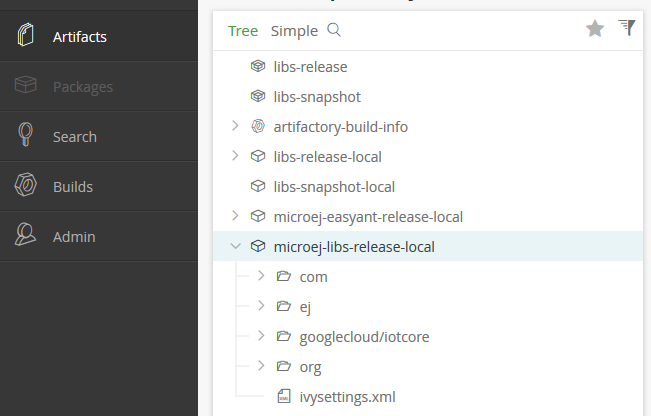 Artifacts
Packages
Search
Builds
Admin
Tree Simple
libs-release
libs-snapshot
artifactory-build-info
libs-release-local
libs-snapshot-local
microej-easyant-release-local
microej-libs-release-local
com
ej
googlecloud/iotcore
org
ivysettings.xml